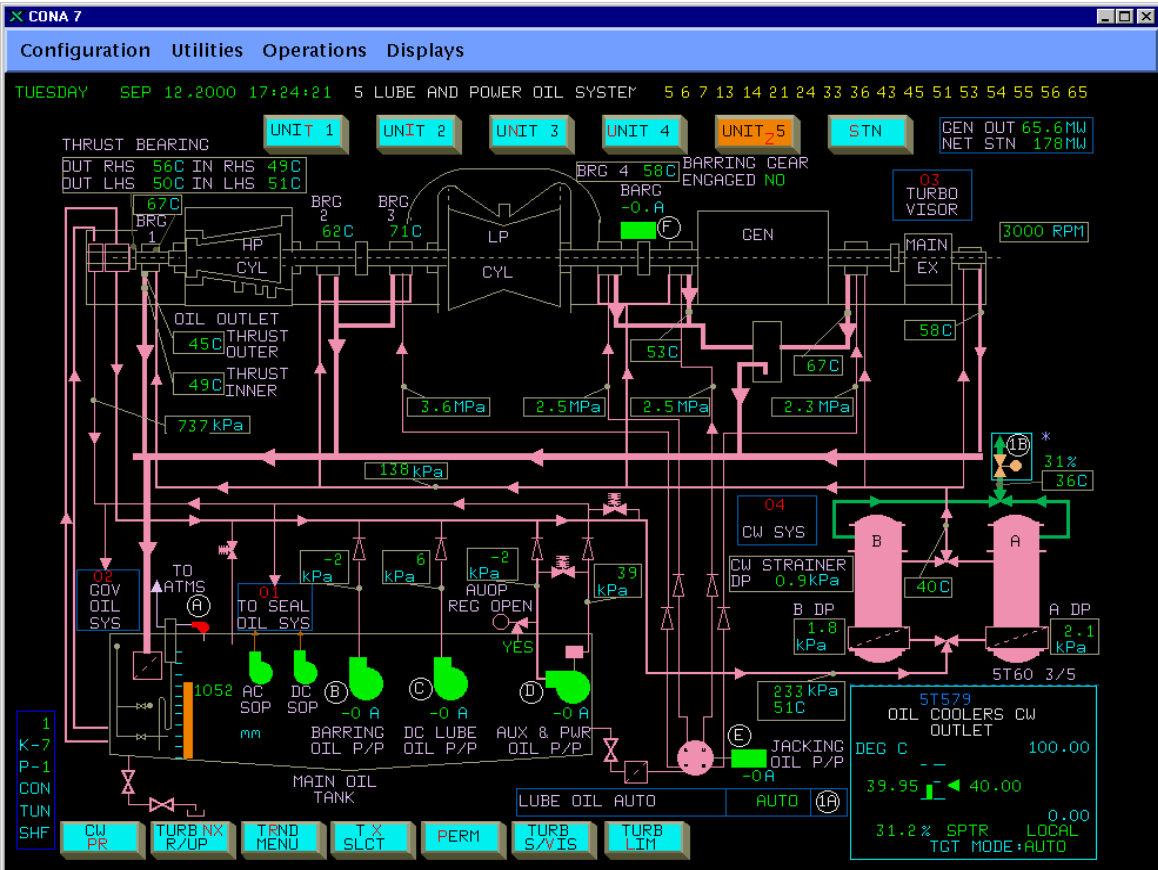 CONA 7
Configuration Utilities Operations Displays
TUESDAY SEP 12,2000 17:24:21 5 LUBE AND POWER OIL SYSTEM 5 6 7 13 14 21 24 33 36 43 45 51 53 54 55 56 65
UNIT 1 UNIT 2 UNIT 3 UNIT 4 UNIT 5 STN
Z
GEN OUT 65.6MW
NET STN 178MW
THRUST BEARING
OUT RHS 56C IN RHS 49C
OUT LHS 50C IN LHS 51C
BRG 4 58C
BARRING GEAR
ENGAGED NO
BARG
-0.A
F
03
TURBO
VISOR
67C
BRG
1
BRG
2
62C
BRG
3
71C
HP
CYL
LP
CYL
GEN
MAIN
EX
3000 RPM
OIL OUTLET
45C THRUST
OUTER
49C THRUST
INNER
737 kPa
53C
67C
58C
3.6MPa
2.5MPa
2.5MPa
2.3MPa
138kPa
1B
*
31%
36C
04
CW SYS
B
A
CW STRAINER
DP 0.9kPa
40C
B DP
1.8
kPa
A DP
2.1
kPa
5T60 3/5
-2
kPa
6
kPa
-2
kPa
39
kPa
AUOP
REG OPEN
YES
02
GOV
OIL
SYS
TO
ATMS
A
01
TO SEAL
OIL SYS
1052
mm
AC
SOP
DC
SOP
B
-0 A
BARRING
OIL P/P
C
-0 A
DC LUBE
OIL P/P
D
-0 A
AUX & PWR
OIL P/P
E
JACKING
OIL P/P
-0A
233kPa
51C
MAIN OIL
TANK
LUBE OIL AUTO AUTO 1A
5T579
OIL COOLERS CW
OUTLET
DEG C 100.00
39.95 40.00
0.00
31.2% SPTR LOCAL
TGT MODE:AUTO
1
K-7
P-1
CON
TUN
SHF
CW
PR
TURB NX
R/UP
TRND
MENU
T X
SLCT
PERM
TURB
S/VIS
TURB
LIM